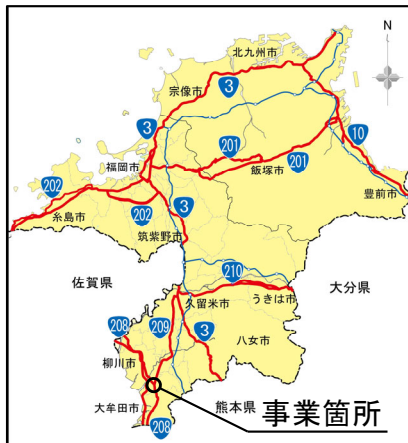 北九州市
N
宗像市
3
3
201
10
福岡市
飯塚市
201
202
豊前市
糸島市
202
3
筑紫野市
佐賀県
210
大分県
久留米市
うきは市
208
209
3
八女市
柳川市
大牟田市
熊本県
事業箇所
208